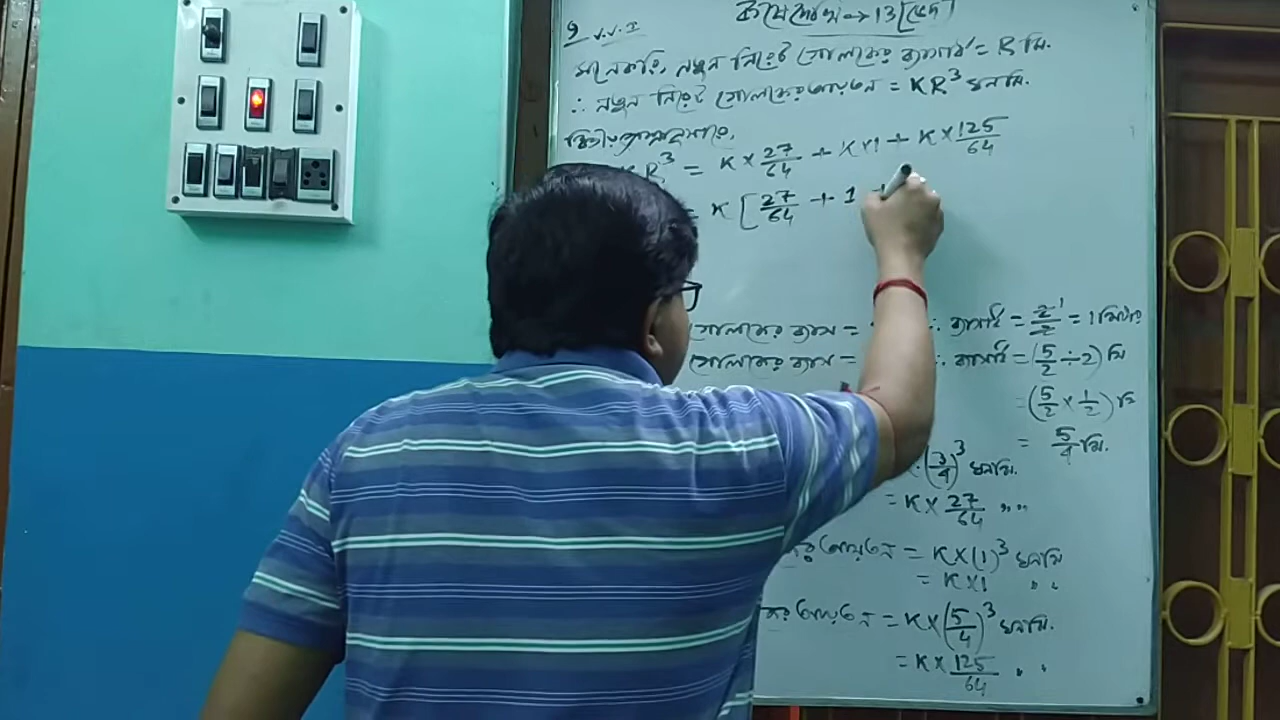 কষে দেখি → 13 [ভেদ]
9 V.V.I
মনেকরি, নতুন নিরেট গোলকের ব্যাসার্ধ = R মি.
∴ নতুন নিরেট গোলকের আয়তন = KR³ ঘনমি.
দ্বিতীয় শর্তানুসারে,
R³ = K × 27/64 + K×1 + K × 125/64
= K [27/64 + 1
গোলকের ব্যাস = ∴ ব্যাসার্ধ = 2/2 1 = 1 মিটার
গোলকের ব্যাস = ∴ ব্যাসার্ধ = (5/2 ÷ 2) মি
= (5/2 × 1/2) মি
= 5/4 মি.
(3/4)³ ঘনমি.
= K × 27/64 ,, ,,
আয়তন = K × (1)³ ঘনমি
= K×1 ,, ,,
আয়তন = K × (5/4)³ ঘনমি.
= K × 125/64 ,, ,,